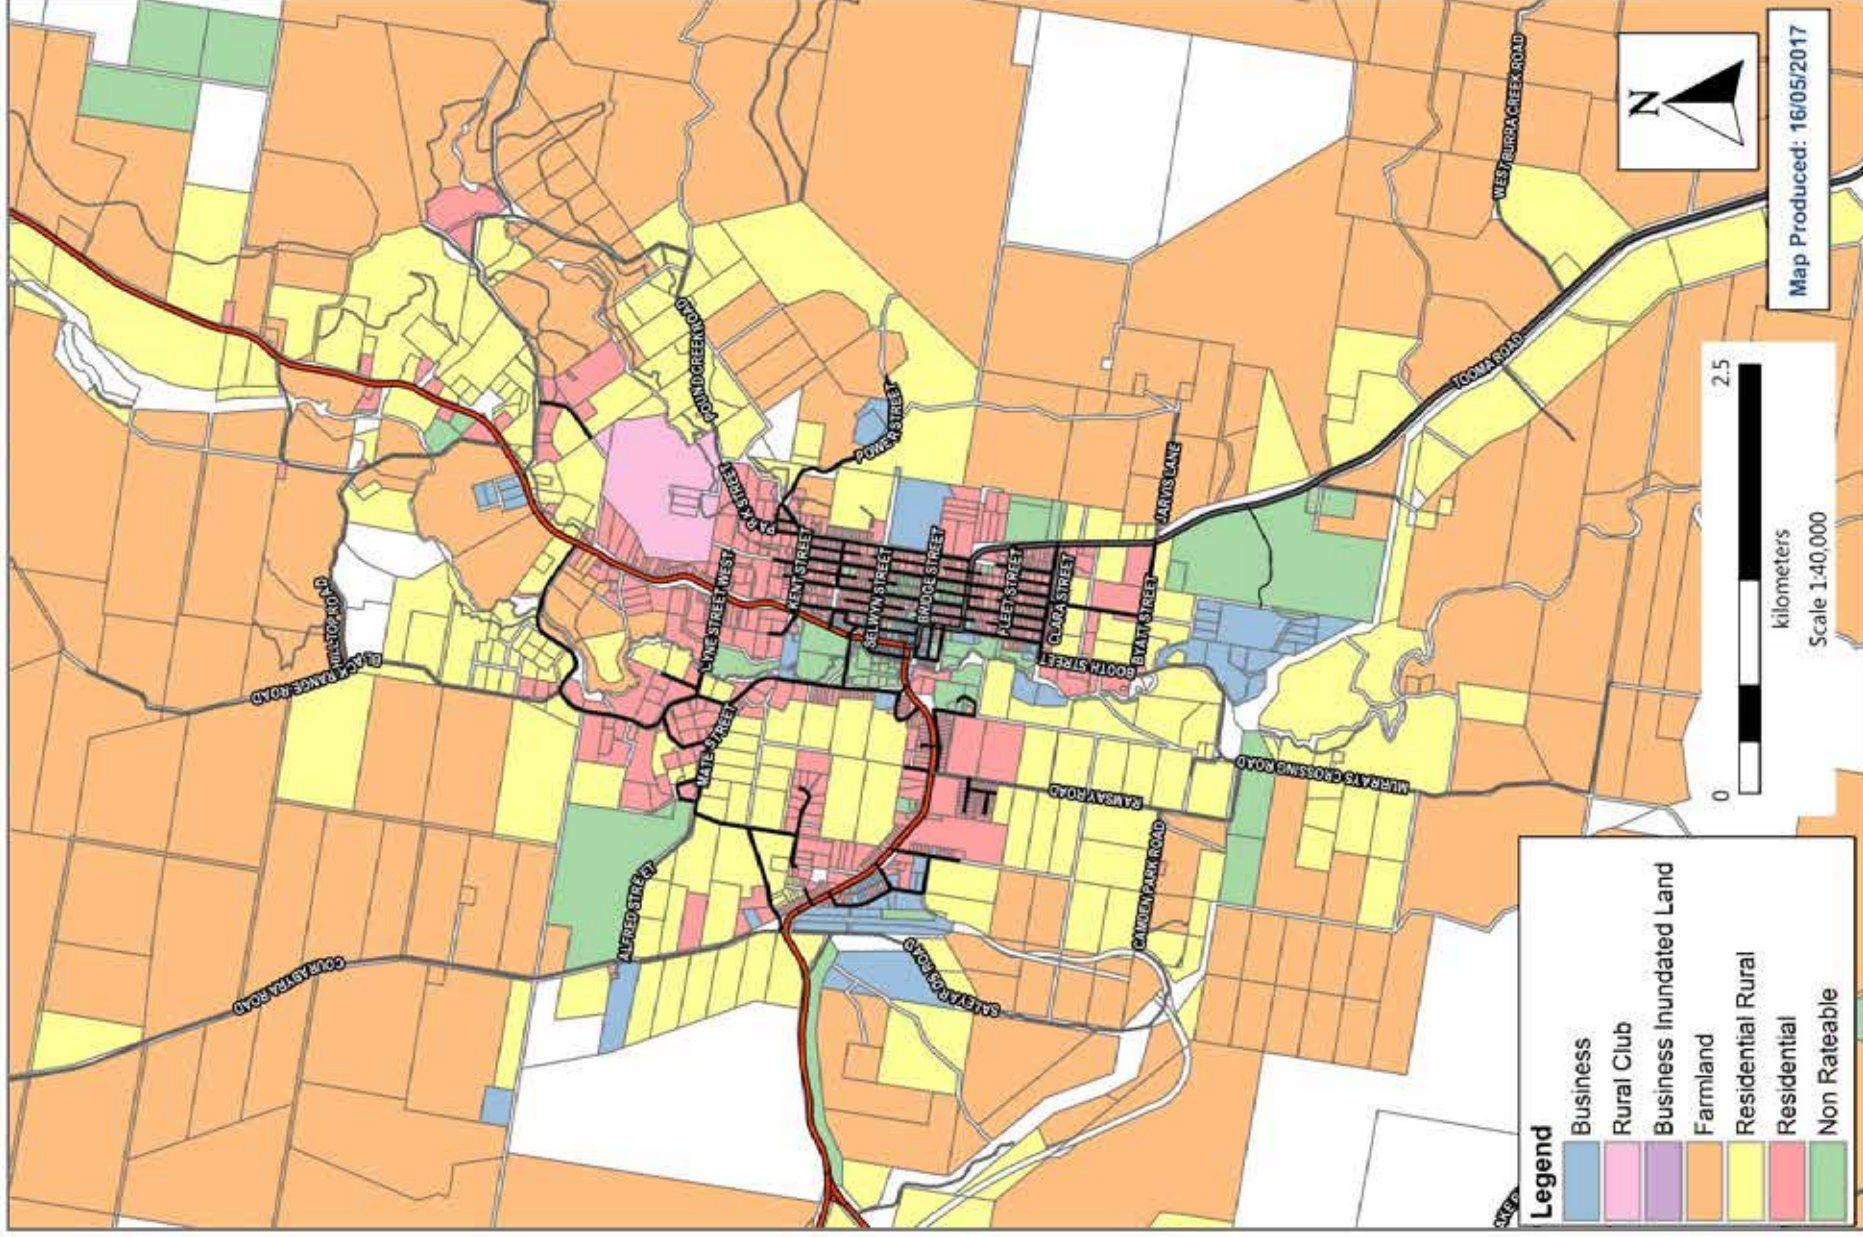 COURABYRA ROAD
BLACK RANGE ROAD
HILLTOP ROAD
ALFRED STREET
MATE STREET
LYNE STREET WEST
PARK STREET
POUND CREEK ROAD
KENT STREET
POWER STREET
SELWYN STREET
BRIDGE STREET
FLEET STREET
CLARA STREET
BOOTH STREET
BYATT STREET
JARVIS LANE
SALEYARDS ROAD
RAMSAY ROAD
CAMDEN PARK ROAD
MURRAYS CROSSING ROAD
TOOMA ROAD
WEST BURRA CREEK ROAD
Legend
Business
Rural Club
Business Inundated Land
Farmland
Residential Rural
Residential
Non Rateable
0
2.5
kilometers
Scale 1:40,000
N
Map Produced: 16/05/2017